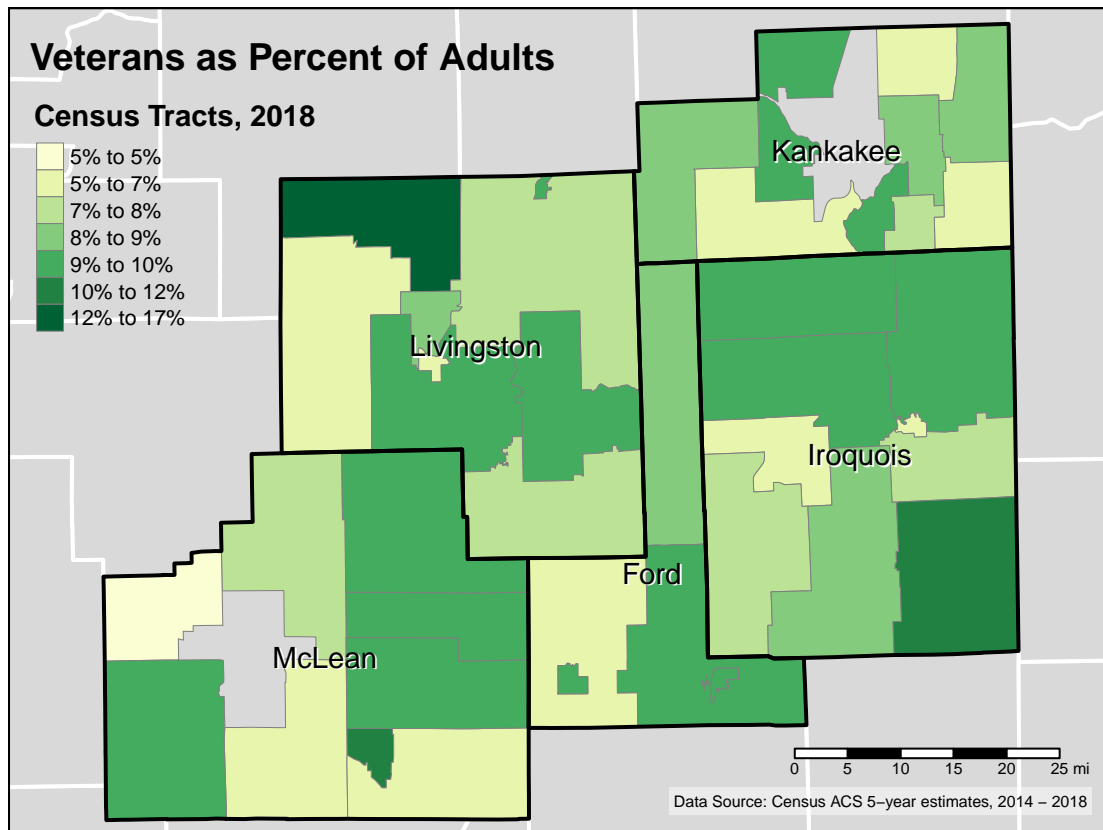 Veterans as Percent of Adults
Census Tracts, 2018
5% to 5%
5% to 7%
7% to 8%
8% to 9%
9% to 10%
10% to 12%
12% to 17%
Kankakee
Livingston
Iroquois
Ford
McLean
0 5 10 15 20 25 mi
Data Source: Census ACS 5−year estimates, 2014 − 2018